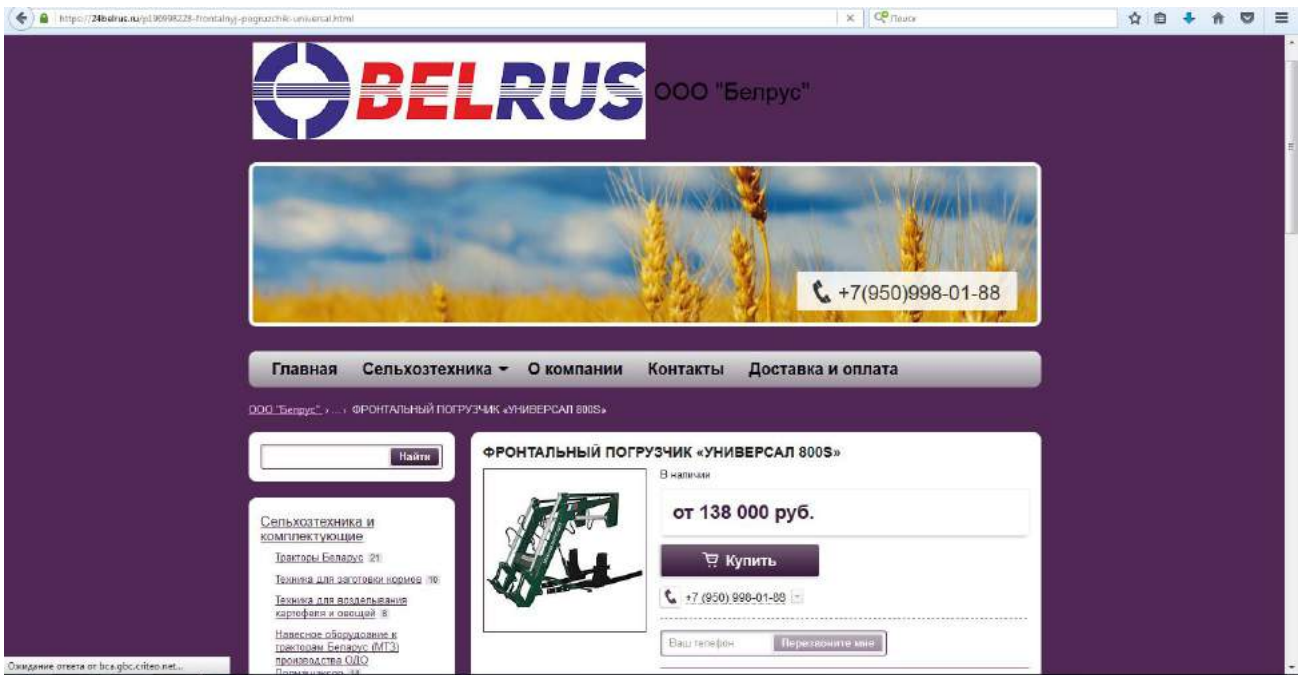 https://24belrus.ru/p190998228-frontalnyj-pogruzchik-universal.html
Поиск
BELRUS
ООО "Белрус"
+7(950)998-01-88
Главная Сельхозтехника О компании Контакты Доставка и оплата
ООО "Белрус" › ... › ФРОНТАЛЬНЫЙ ПОГРУЗЧИК «УНИВЕРСАЛ 800S»
Найти
ФРОНТАЛЬНЫЙ ПОГРУЗЧИК «УНИВЕРСАЛ 800S»
В наличии
от 138 000 руб.
Купить
+7 (950) 998-01-88
Ваш телефон Перезвоните мне
Сельхозтехника и
комплектующие
Тракторы Беларус 21
Техника для заготовки кормов 10
Техника для возделывания
картофеля и овощей 8
Навесное оборудование к
тракторам Беларус (МТЗ)
производства ОДО
Ожидание ответа от bcs.gbc.criteo.net...